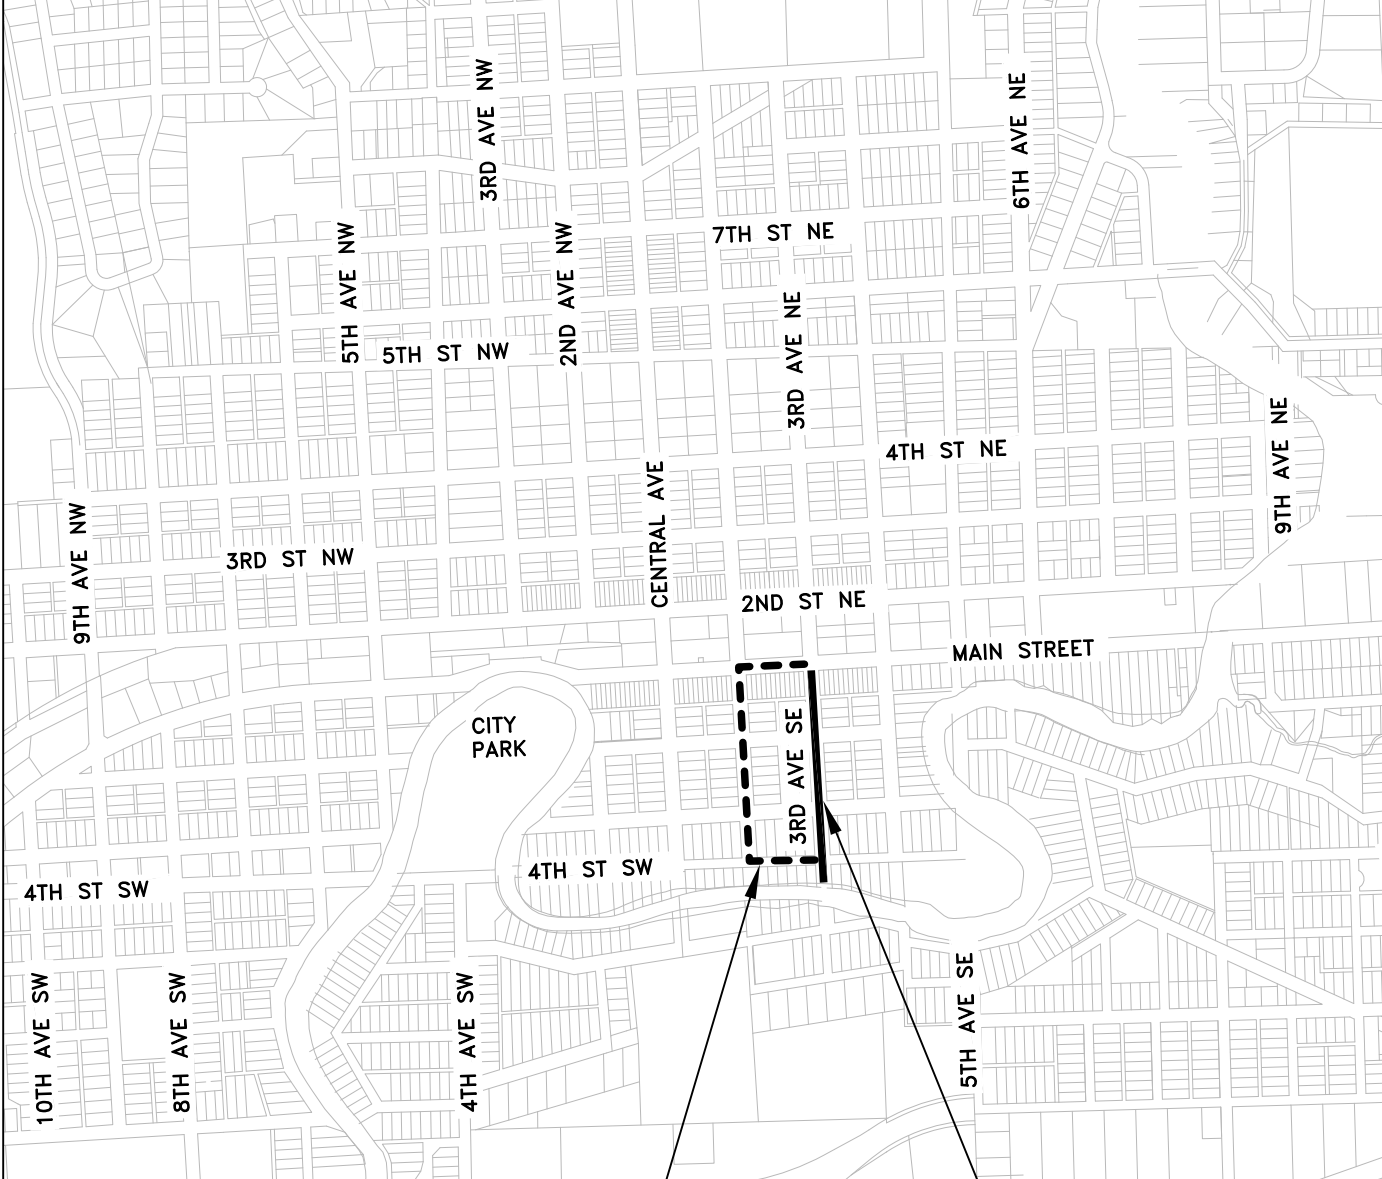 3RD AVE NW
6TH AVE NE
7TH ST NE
5TH AVE NW
2ND AVE NW
3RD AVE NE
5TH ST NW
9TH AVE NE
4TH ST NE
CENTRAL AVE
9TH AVE NW
3RD ST NW
2ND ST NE
MAIN STREET
CITY
PARK
3RD AVE SE
4TH ST SW
4TH ST SW
5TH AVE SE
10TH AVE SW
8TH AVE SW
4TH AVE SW